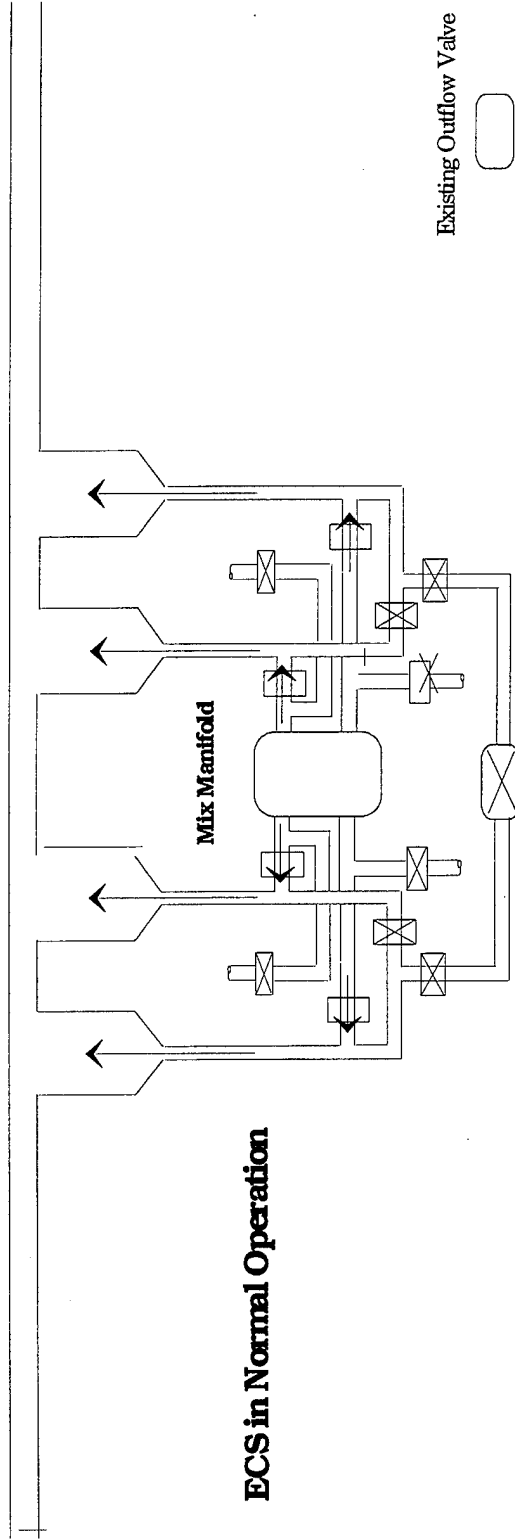 Existing Outflow Valve
Mix Manifold
ECS in Normal Operation